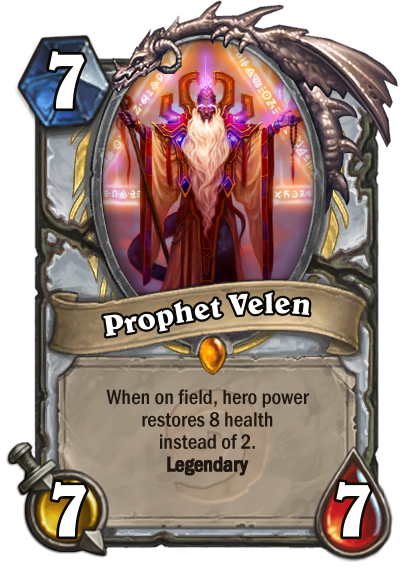 7
Prophet Velen
When on field, hero power
restores 8 health
instead of 2.
Legendary
7
7